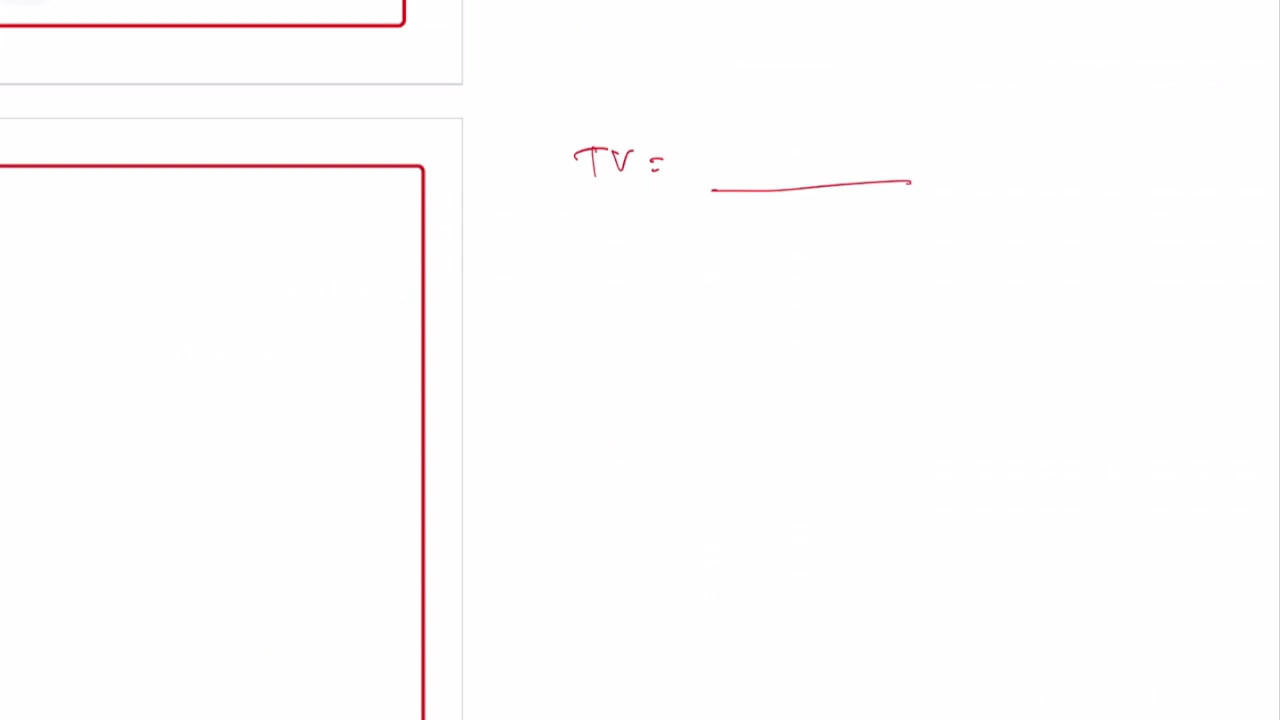 TV =